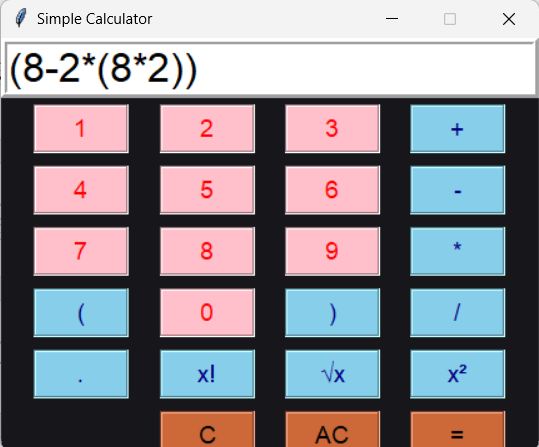 Simple Calculator
(8-2*(8*2))
1 2 3 +
4 5 6 -
7 8 9 *
( 0 ) /
. x! √x x²
C AC =